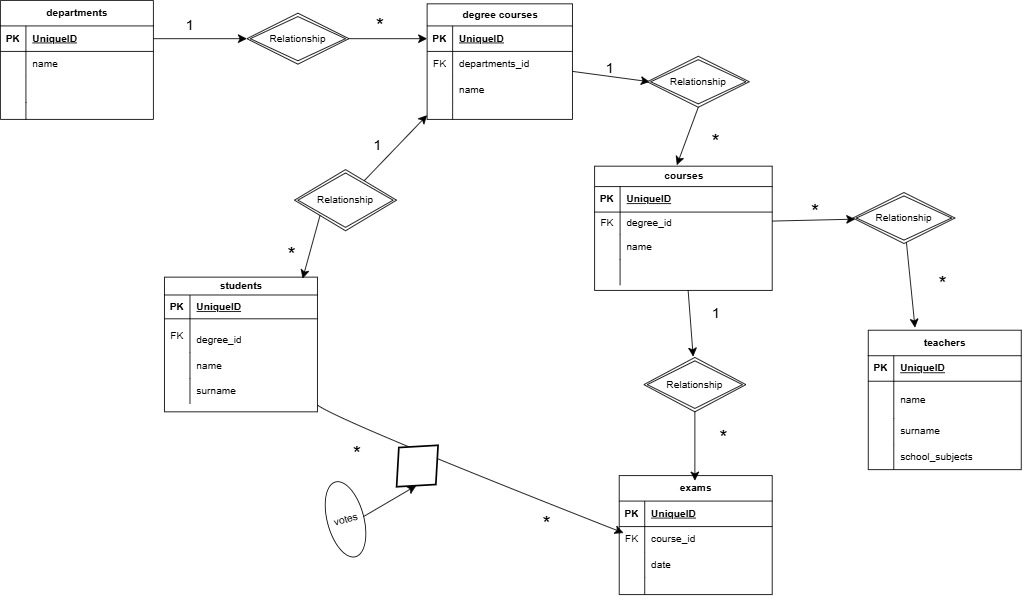 departments
PK UniqueID
name
1
Relationship
*
degree courses
PK UniqueID
FK departments_id
name
1
Relationship
*
1
Relationship
*
courses
PK UniqueID
FK degree_id
name
*
Relationship
*
students
PK UniqueID
FK degree_id
name
surname
1
Relationship
*
teachers
PK UniqueID
name
surname
school_subjects
*
votes
*
exams
PK UniqueID
FK course_id
date